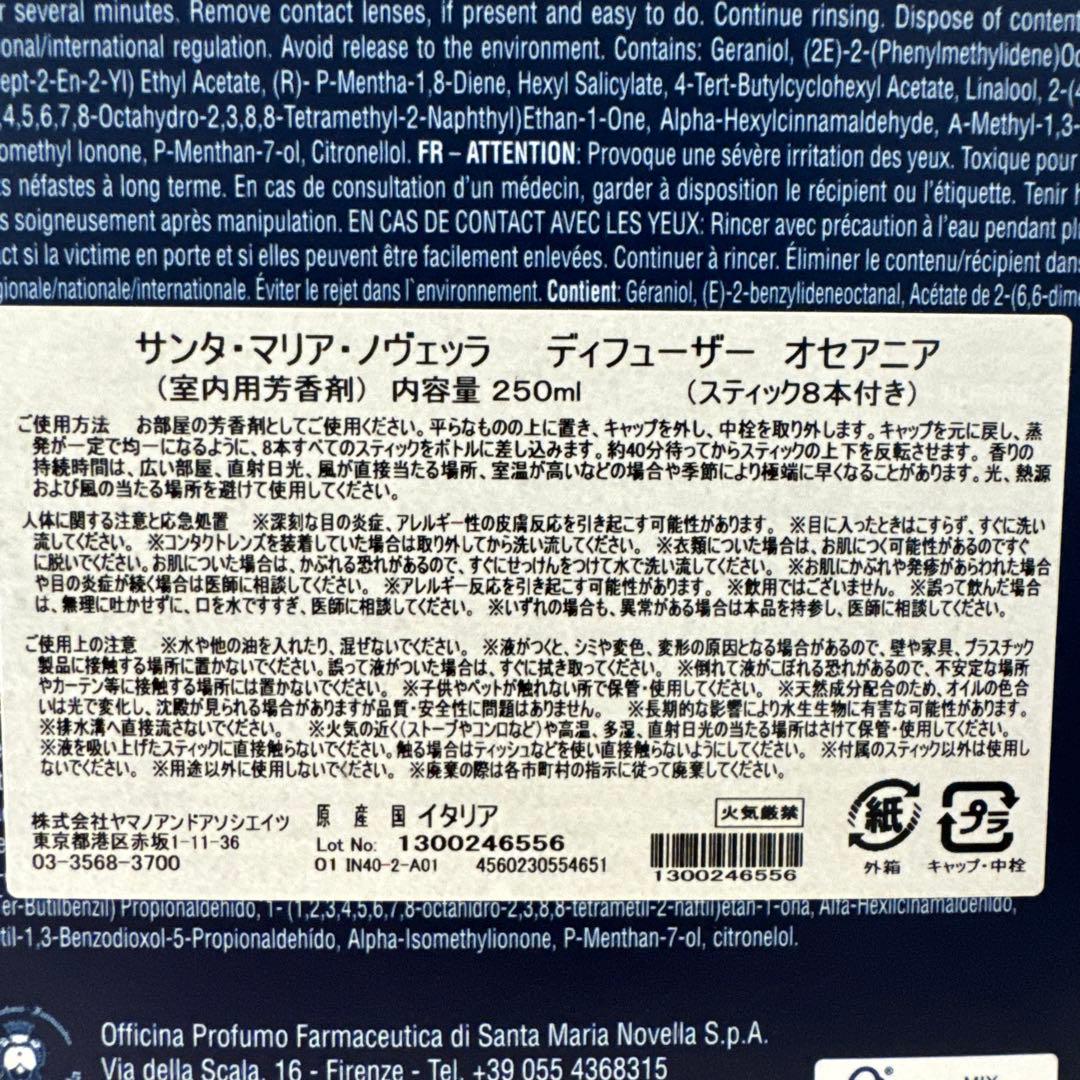 several minutes. Remove contact lenses, if present and easy to do. Continue rinsing. Dispose of
regulation. Avoid release to the environment. Contains: Geraniol, (2E)-2-(Phenylmethylidene)
Ethyl Acetate, (R)- P-Mentha-1,8-Diene, Hexyl Salicylate, 4-Tert-Butylcyclohexyl Acetate, Linalool,
4,5,6,7,8-Octahydro-2,3,8,8-Tetramethyl-2-Naphthyl)Ethan-1-One, Alpha-Hexylcinnamaldehyde, A-Methyl-1,3-
Ionone, P-Menthan-7-ol, Citronellol. FR – ATTENTION: Provoque une sévère irritation des yeux. Toxique pour
néfastes à long terme. En cas de consultation d'un médecin, garder à disposition le récipient ou l'étiquette. Tenir
soigneusement après manipulation. EN CAS DE CONTACT AVEC LES YEUX: Rincer avec précaution à l'eau pendant
si la victime en porte et si elles peuvent être facilement enlevées. Continuer à rincer. Éliminer le contenu/récipient
/nationale/internationale. Éviter le rejet dans l`environnement. Contient: Géraniol, (E)-2-benzylideneoctanal, Acétate de
サンタ・マリア・ノヴェッラ ディフューザー オセアニア
(室内用芳香剤) 内容量 250ml (スティック8本付き)
ご使用方法 お部屋の芳香剤としてご使用ください。平らなものの上に置き、キャップを外し、中栓を取り外します。キャップを元に戻し、蒸
発が一定で均一になるように、8本すべてのスティックをボトルに差し込みます。約40分待ってからスティックの上下を反転させます。香りの
持続時間は、広い部屋、直射日光、風が直接当たる場所、室温が高いなどの場合や季節により極端に早くなることがあります。光、熱源
および風の当たる場所を避けて使用してください。
人体に関する注意と応急処置 ※深刻な目の炎症、アレルギー性の皮膚反応を引き起こす可能性があります。 ※目に入ったときはこすらず、すぐに洗い
流してください。 ※コンタクトレンズを装着していた場合は取り外してから洗い流してください。 ※衣類についた場合は、お肌につく可能性があるのですぐ
に脱いでください。お肌についた場合は、かぶれる恐れがあるので、すぐにせっけんをつけて水で洗い流してください。 ※お肌にかぶれや発疹があらわれた場合
や目の炎症が続く場合は医師に相談してください。 ※アレルギー反応を引き起こす可能性があります。 ※飲用ではございません。 ※誤って飲んだ場合
は、無理に吐かせずに、口を水ですすぎ、医師に相談してください。 ※いずれの場合も、異常がある場合は本品を持参し、医師に相談してください。
ご使用上の注意 ※水や他の油を入れたり、混ぜないでください。 ※液がつくと、シミや変色、変形の原因となる場合があるので、壁や家具、プラスチック
製品に接触する場所に置かないでください。誤って液がついた場合は、すぐに拭き取ってください。 ※倒れて液がこぼれる恐れがあるので、不安定な場所
やカーテン等に接触する場所には置かないでください。 ※子供やペットが触れない所で保管・使用してください。 ※天然成分配合のため、オイルの色合
いは光で変化し、沈殿が見られる場合がありますが品質・安全性に問題はありません。 ※長期的な影響により水生生物に有害な可能性があります。
※排水溝へ直接流さないでください。 ※火気の近く(ストーブやコンロなど)や高温、多湿、直射日光の当たる場所はさけて保管・使用してください。
※液を吸い上げたスティックに直接触らないでください。触る場合はティッシュなどを使い直接触らないようにしてください。 ※付属のスティック以外は使用し
ないでください。 ※用途以外に使用しないでください。 ※廃棄の際は各市町村の指示に従って廃棄してください。
株式会社ヤマノアンドアソシエイツ 原産国 イタリア 火気厳禁 紙 プラ
東京都港区赤坂1-11-36 Lot No: 1300246556
03-3568-3700 01 IN40-2-A01 4560230554651 1300246556 外箱 キャップ・中栓
Propionaldehido, 1-(1,2,3,4,5,6,7,8-octahidro-2,3,8,8-tetrametil-2-naftil)etan-1-ona, Alfa-Hexilcinamaldehido,
-1,3-Benzodioxol-5-Propionaldehído, Alpha-Isomethylionone, P-Menthan-7-ol, citronelol.
Officina Profumo Farmaceutica di Santa Maria Novella S.p.A.
Via della Scala, 16 - Firenze - Tel. +39 055 4368315
MIX